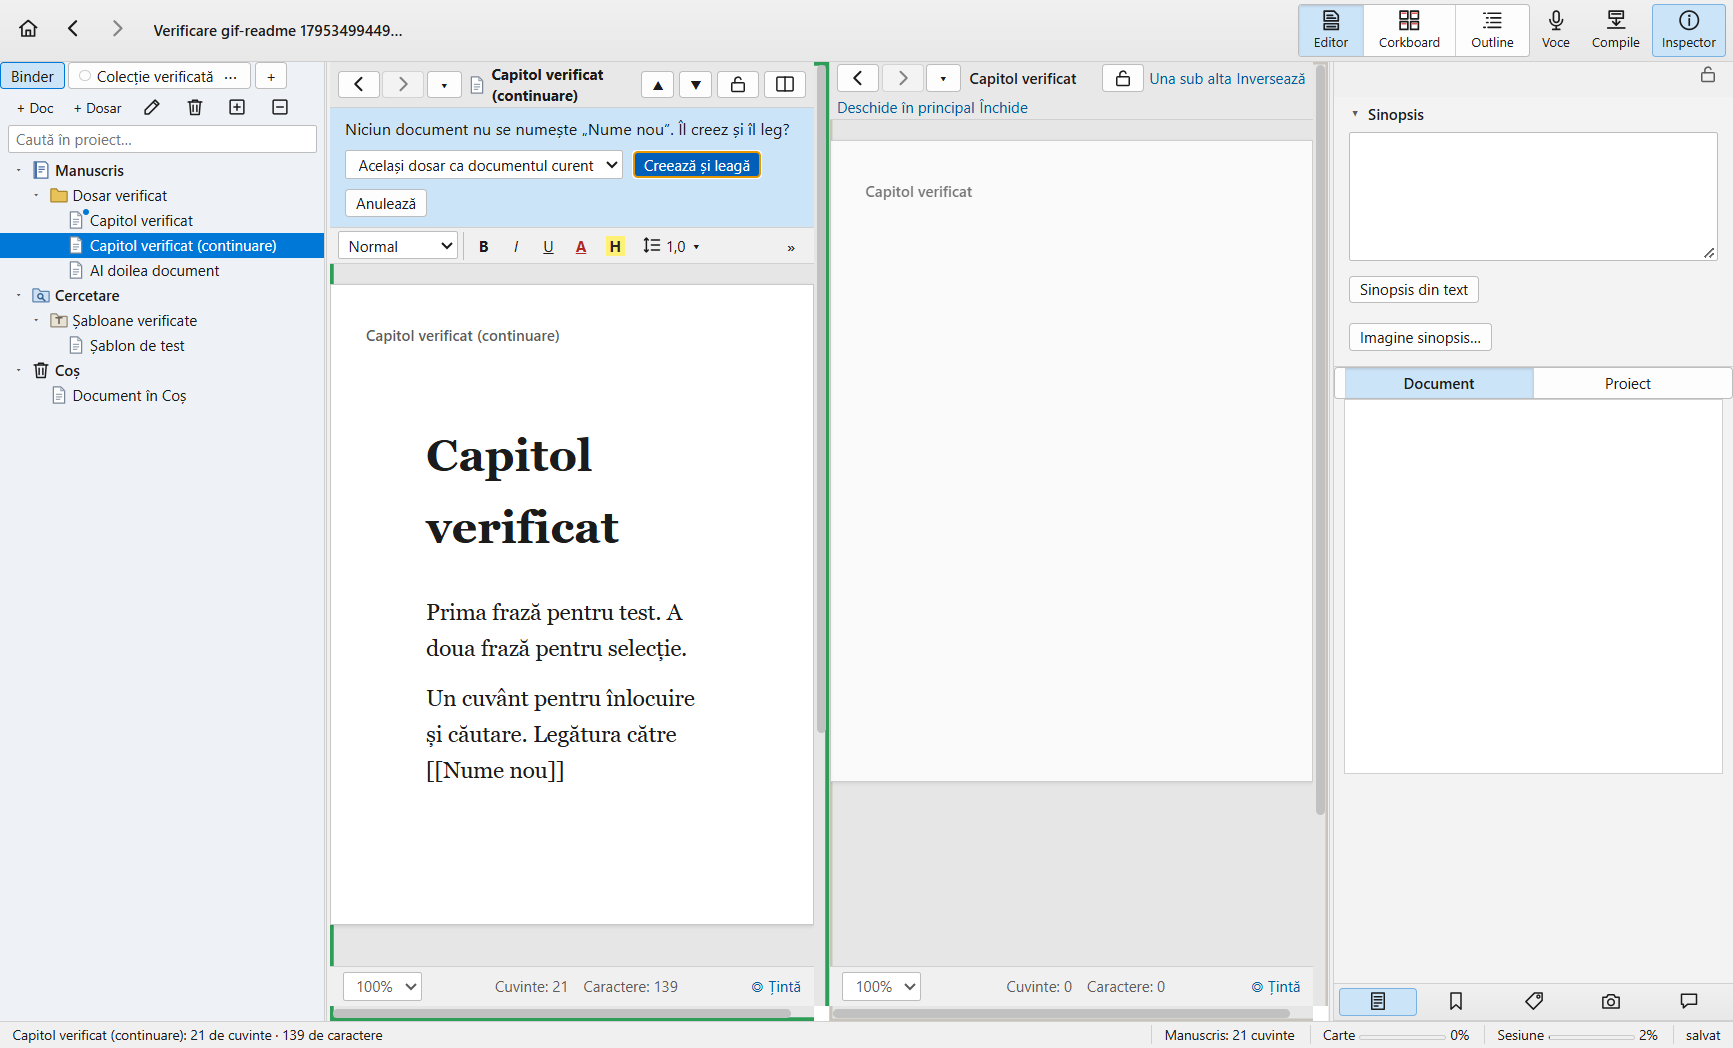 Verificare gif-readme 17953499449...
Editor
Corkboard
Outline
Voce
Compile
Inspector
Binder
Colecție verificată ...
+
+ Doc
+ Dosar
Caută în proiect...
Manuscris
Dosar verificat
Capitol verificat
Capitol verificat (continuare)
Al doilea document
Cercetare
Șabloane verificate
Șablon de test
Coș
Document în Coș
Capitol verificat
(continuare)
Niciun document nu se numește „Nume nou”. Îl creez și îl leg?
Același dosar ca documentul curent
Creează și leagă
Anulează
Normal
B
I
U
A
H
1,0
»
Capitol verificat (continuare)
Capitol
verificat
Prima frază pentru test. A
doua frază pentru selecție.
Un cuvânt pentru înlocuire
și căutare. Legătura către
[[Nume nou]]
100%
Cuvinte: 21
Caractere: 139
Țintă
Capitol verificat
Una sub alta Inversează
Deschide în principal Închide
Capitol verificat
100%
Cuvinte: 0
Caractere: 0
Țintă
Sinopsis
Sinopsis din text
Imagine sinopsis...
Document
Proiect
Capitol verificat (continuare): 21 de cuvinte · 139 de caractere
Manuscris: 21 cuvinte
Carte
0%
Sesiune
2%
salvat